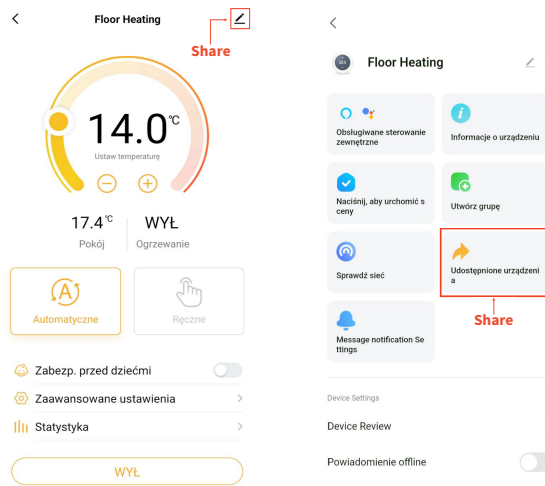 Floor Heating
Share
14.0°C
Ustaw temperaturę
17.4 °C
WYŁ
Pokój
Ogrzewanie
Automatyczne
Ręczne
Zabezp. przed dziećmi
Zaawansowane ustawienia
Statystyka
WYŁ
Floor Heating
Obsługiwane sterowanie
zewnętrzne
Informacje o urządzeniu
Naciśnij, aby urchomić s
ceny
Utwórz grupę
Sprawdź sieć
Udostępnione urządzeni
a
Share
Message notification Se
ttings
Device Settings
Device Review
Powiadomienie offline